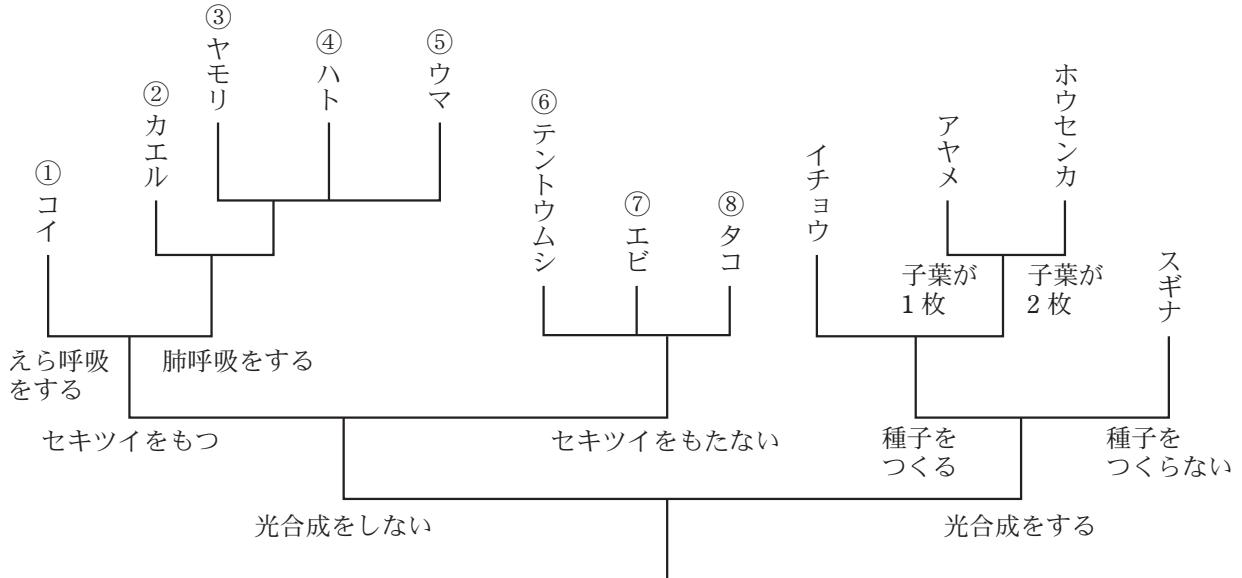 ①コイ
②カエル
③ヤモリ
④ハト
⑤ウマ
⑥テントウムシ
⑦エビ
⑧タコ
イチョウ
アヤメ
ホウセンカ
スギナ
子葉が
1枚
子葉が
2枚
えら呼吸
をする
肺呼吸をする
セキツイをもつ
セキツイをもたない
種子を
つくる
種子を
つくらない
光合成をしない
光合成をする